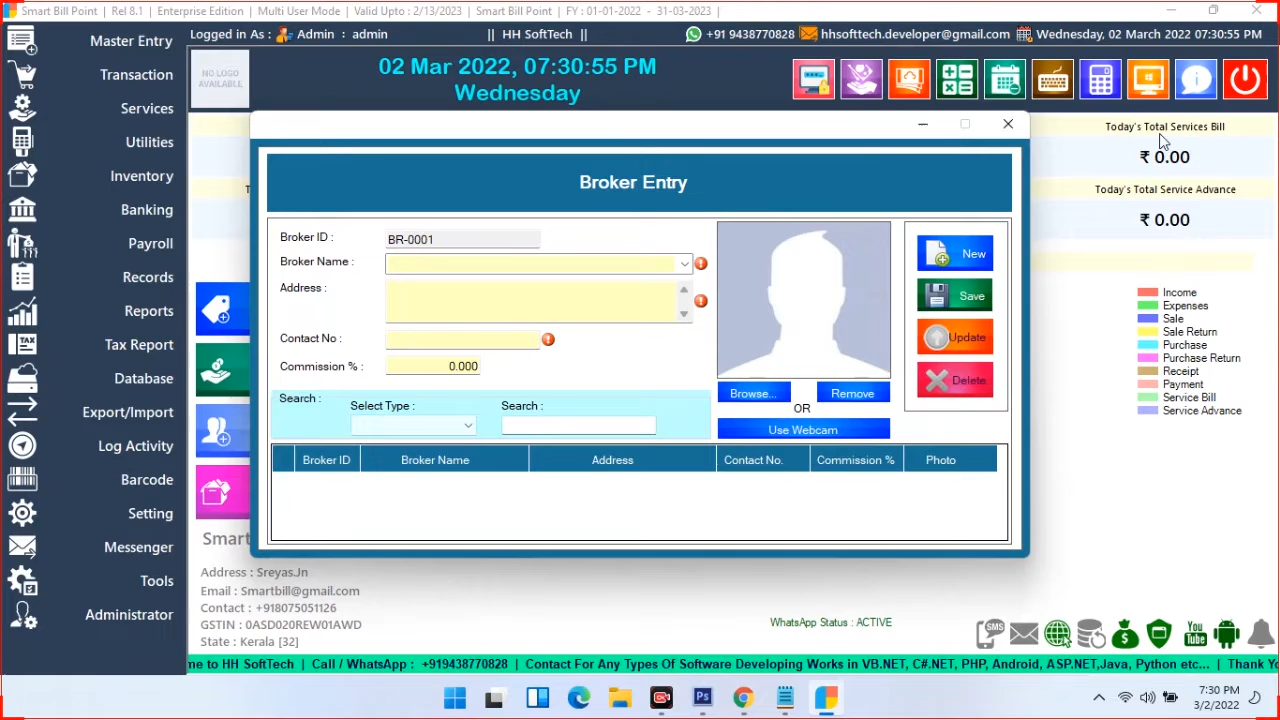 Smart Bill Point | Rel 8.1 | Enterprise Edition | Multi User Mode | Valid Upto : 2/13/2023 | Smart Bill Point | FY : 01-01-2022 - 31-03-2023 |
Logged in As : Admin : admin || HH SoftTech || +91 9438770828 hhsofttech.developer@gmail.com Wednesday, 02 March 2022 07:30:55 PM
Master Entry
Transaction
Services
Utilities
Inventory
Banking
Payroll
Records
Reports
Tax Report
TAX
Database
Export/Import
Log Activity
Barcode
Setting
Messenger
Tools
Administrator
NO LOGO
AVAILABLE
02 Mar 2022, 07:30:55 PM
Wednesday
Today's Total Services Bill
₹ 0.00
Today's Total Service Advance
₹ 0.00
T
Broker Entry
Broker ID :
BR-0001
Broker Name :
Address :
Contact No :
Commission % :
0.000
New
Save
Update
Delete
Browse...
Remove
OR
Use Webcam
Search :
Select Type :
Search :
Broker ID Broker Name Address Contact No. Commission % Photo
Income
Expenses
Sale
Sale Return
Purchase
Purchase Return
Receipt
Payment
Service Bill
Service Advance
Smart
Address : Sreyas.Jn
Email : Smartbill@gmail.com
Contact : +918075051126
GSTIN : 0ASD020REW01AWD
State : Kerala [32]
WhatsApp Status : ACTIVE
SMS
You
Tube
me to HH SoftTech | Call / WhatsApp : +919438770828 | Contact For Any Types Of Software Developing Works in VB.NET, C#.NET, PHP, Android, ASP.NET,Java, Python etc... | Thank Yo
Ps
7:30 PM
3/2/2022